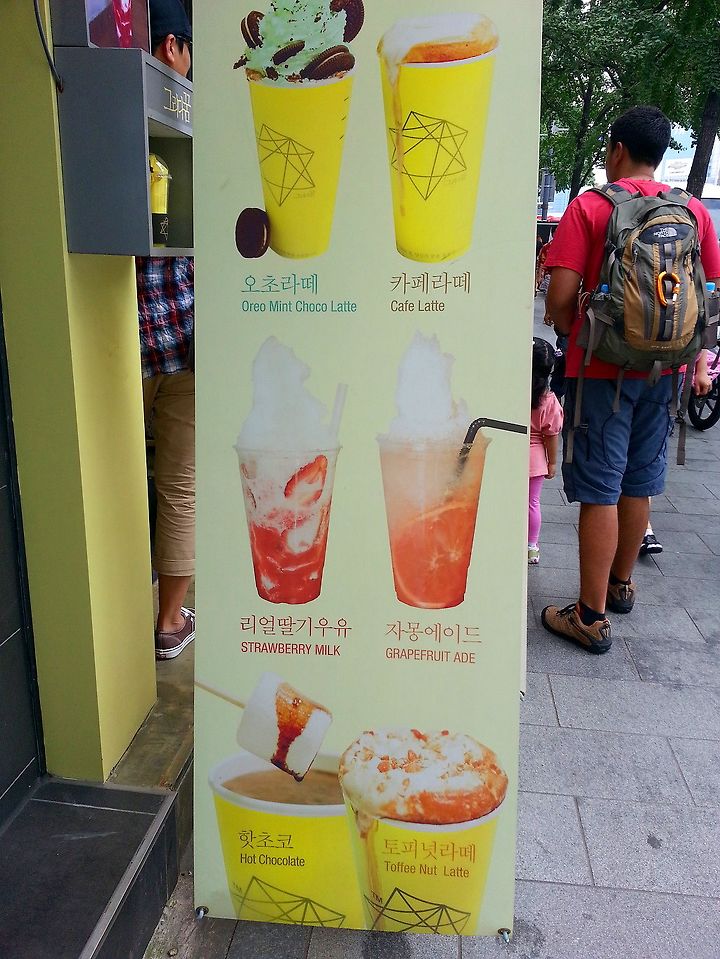 오초라떼
Oreo Mint Choco Latte
카페라떼
Cafe Latte
리얼딸기우유
STRAWBERRY MILK
자몽에이드
GRAPEFRUIT ADE
핫초코
Hot Chocolate
토피넛라떼
Toffee Nut Latte
TM
TM